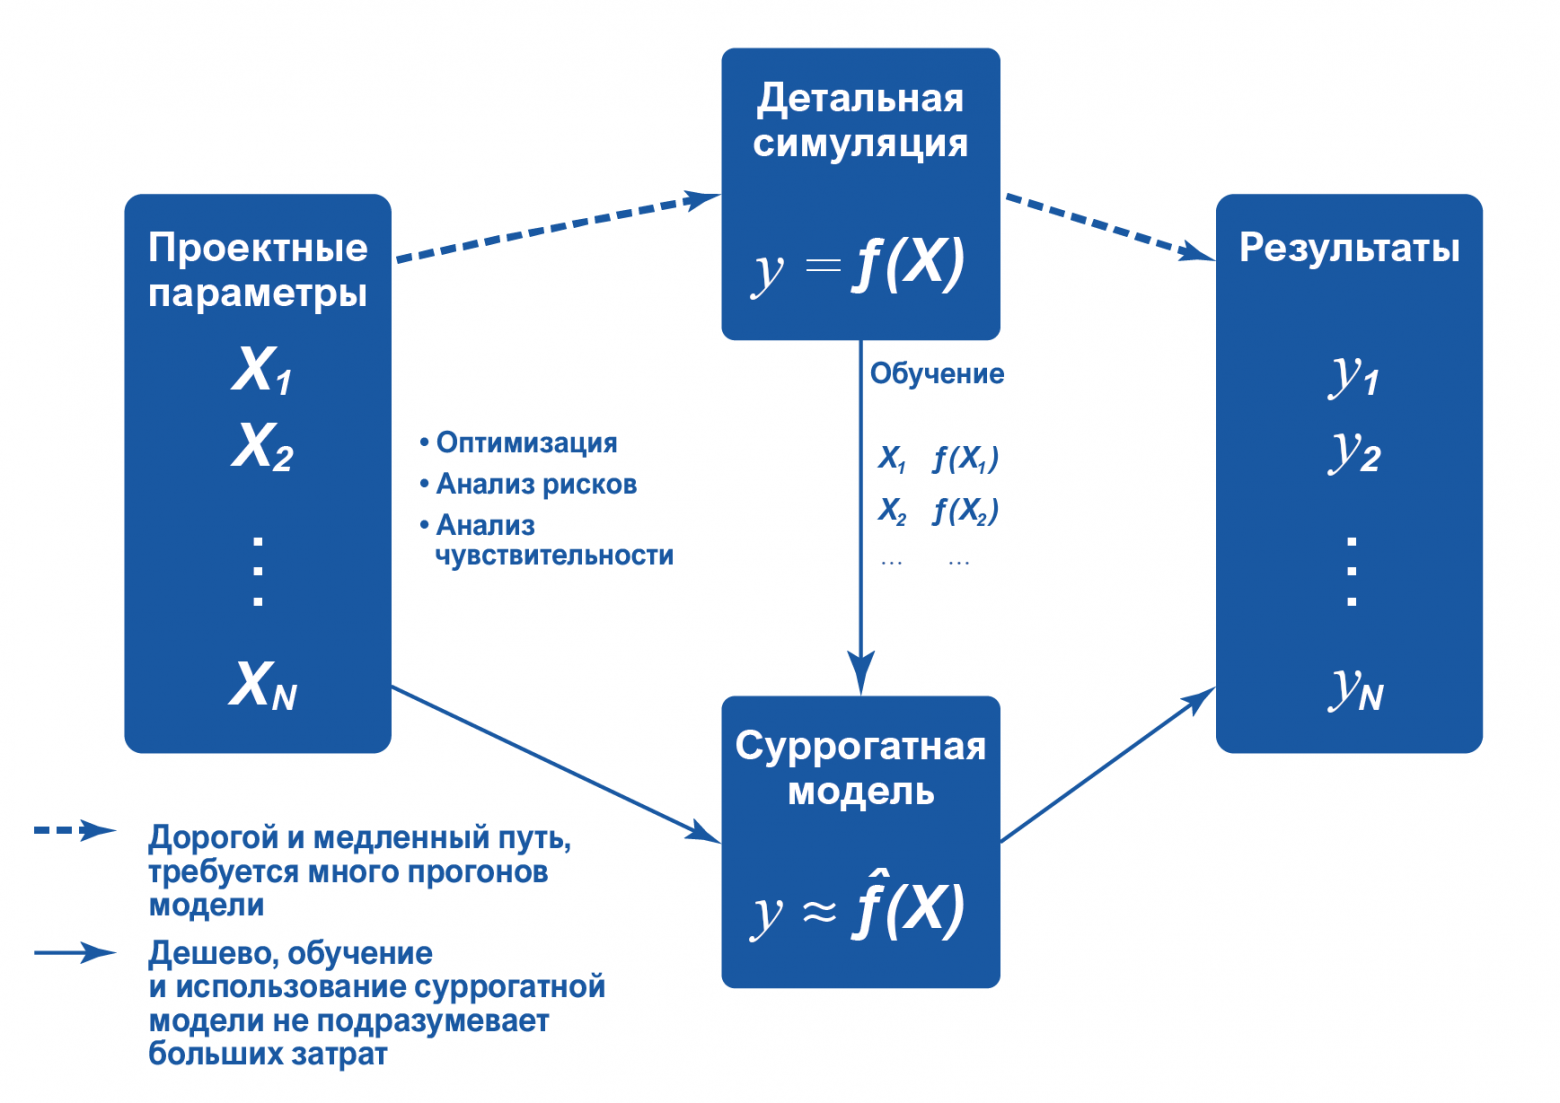 Детальная
симуляция
y = f(X)
Проектные
параметры
X1
X2
⋮
XN
• Оптимизация
• Анализ рисков
• Анализ
чувствительности
Обучение
X1 f(X1)
X2 f(X2)
... ...
Результаты
y1
y2
⋮
yN
Суррогатная
модель
y ≈ f̂(X)
Дорогой и медленный путь,
требуется много прогонов
модели
Дешево, обучение
и использование суррогатной
модели не подразумевает
больших затрат